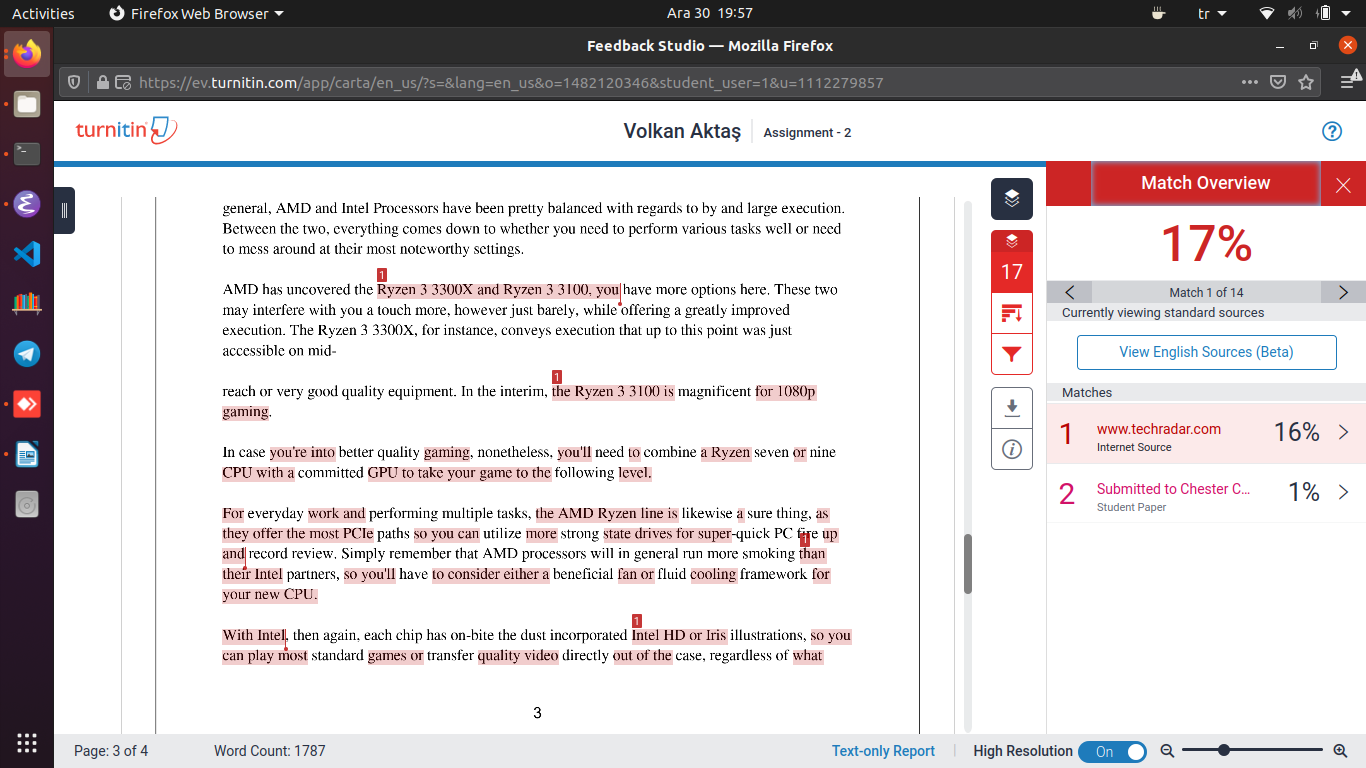 Activities
Firefox Web Browser
Ara 30 19:57
tr
Feedback Studio — Mozilla Firefox
https://ev.turnitin.com/app/carta/en_us/?s=&lang=en_us&o=1482120346&student_user=1&u=1112279857
turnitin
Volkan Aktaş
Assignment - 2
?
general, AMD and Intel Processors have been pretty balanced with regards to by and large execution.
Between the two, everything comes down to whether you need to perform various tasks well or need
to mess around at their most noteworthy settings.
1
AMD has uncovered the Ryzen 3 3300X and Ryzen 3 3100, you have more options here. These two
may interfere with you a touch more, however just barely, while offering a greatly improved
execution. The Ryzen 3 3300X, for instance, conveys execution that up to this point was just
accessible on mid-
1
reach or very good quality equipment. In the interim, the Ryzen 3 3100 is magnificent for 1080p
gaming.
In case you're into better quality gaming, nonetheless, you'll need to combine a Ryzen seven or nine
CPU with a committed GPU to take your game to the following level.
For everyday work and performing multiple tasks, the AMD Ryzen line is likewise a sure thing, as
they offer the most PCIe paths so you can utilize more strong state drives for super-quick PC fire up
1
and record review. Simply remember that AMD processors will in general run more smoking than
their Intel partners, so you'll have to consider either a beneficial fan or fluid cooling framework for
your new CPU.
1
With Intel, then again, each chip has on-bite the dust incorporated Intel HD or Iris illustrations, so you
can play most standard games or transfer quality video directly out of the case, regardless of what
3
17
Match Overview
17%
Match 1 of 14
Currently viewing standard sources
View English Sources (Beta)
Matches
1
www.techradar.com
Internet Source
16%
2
Submitted to Chester C...
Student Paper
1%
Page: 3 of 4
Word Count: 1787
Text-only Report
High Resolution
On